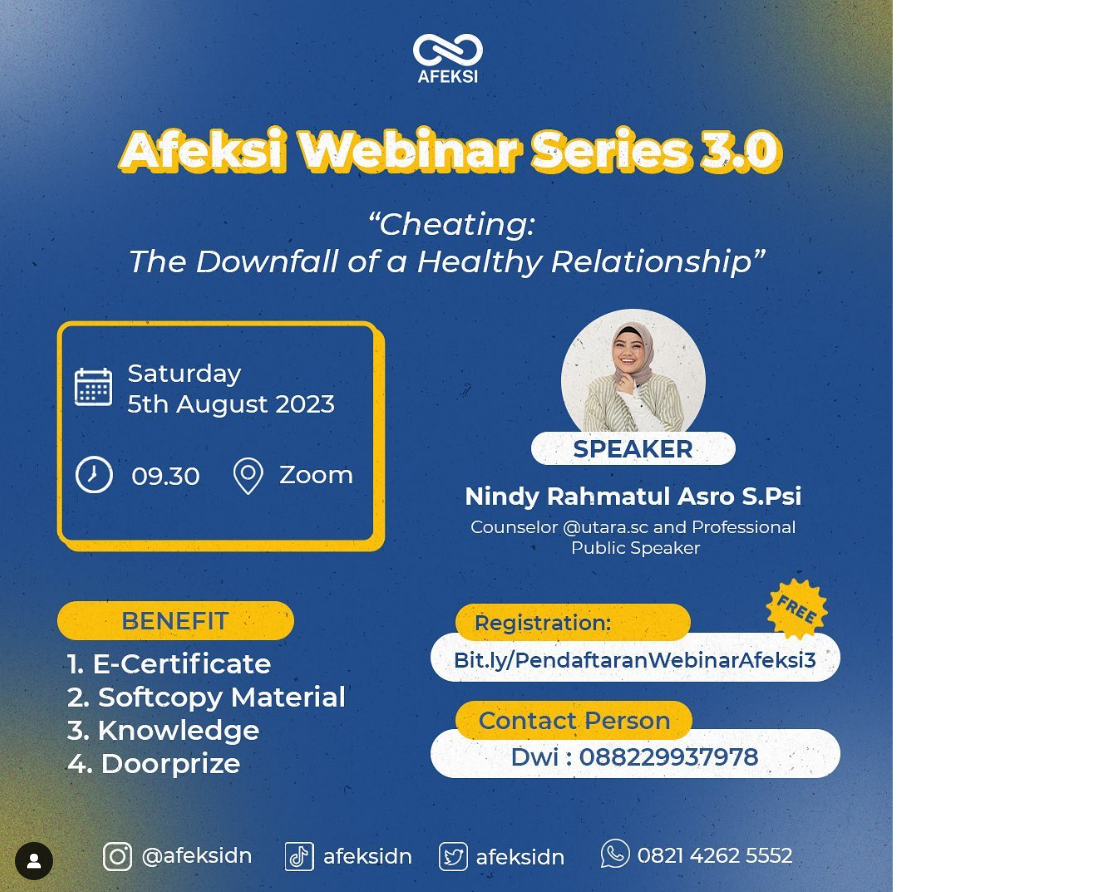 AFEKSI
Afeksi Webinar Series 3.0
“Cheating:
The Downfall of a Healthy Relationship”
Saturday
5th August 2023
09.30
Zoom
SPEAKER
Nindy Rahmatul Asro S.Psi
Counselor @utara.sc and Professional
Public Speaker
BENEFIT
1. E-Certificate
2. Softcopy Material
3. Knowledge
4. Doorprize
FREE
Registration:
Bit.ly/PendaftaranWebinarAfeksi3
Contact Person
Dwi : 088229937978
@afeksidn
afeksidn
afeksidn
0821 4262 5552